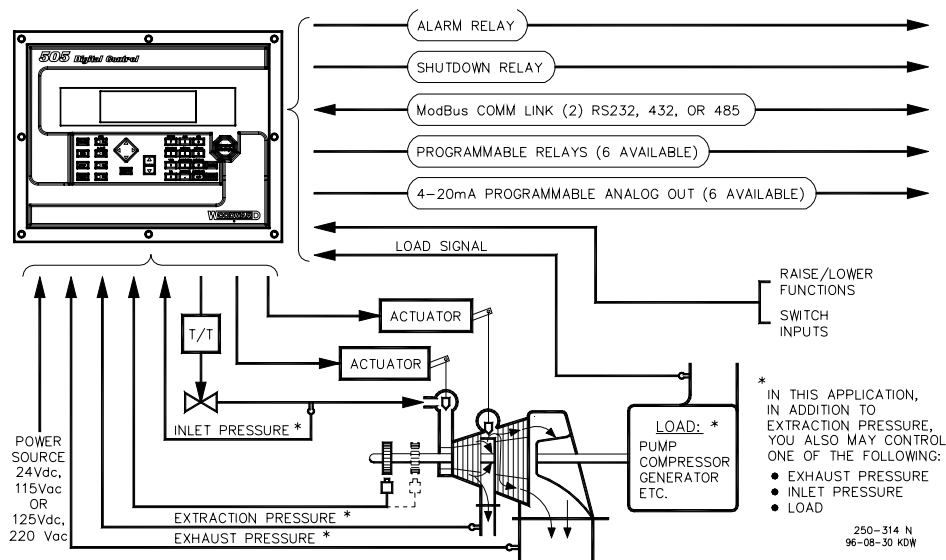 505 Digital Control
WOODWARD
ALARM RELAY
SHUTDOWN RELAY
ModBus COMM LINK (2) RS232, 432, OR 485
PROGRAMMABLE RELAYS (6 AVAILABLE)
4-20mA PROGRAMMABLE ANALOG OUT (6 AVAILABLE)
LOAD SIGNAL
RAISE/LOWER
FUNCTIONS
SWITCH
INPUTS
ACTUATOR
T/T
ACTUATOR
INLET PRESSURE *
POWER
SOURCE
24Vdc,
115Vac
OR
125Vdc,
220 Vac
EXTRACTION PRESSURE *
EXHAUST PRESSURE *
LOAD: *
PUMP
COMPRESSOR
GENERATOR
ETC.
*
IN THIS APPLICATION,
IN ADDITION TO
EXTRACTION PRESSURE,
YOU ALSO MAY CONTROL
ONE OF THE FOLLOWING:
● EXHAUST PRESSURE
● INLET PRESSURE
● LOAD
250-314 N
96-08-30 KDW